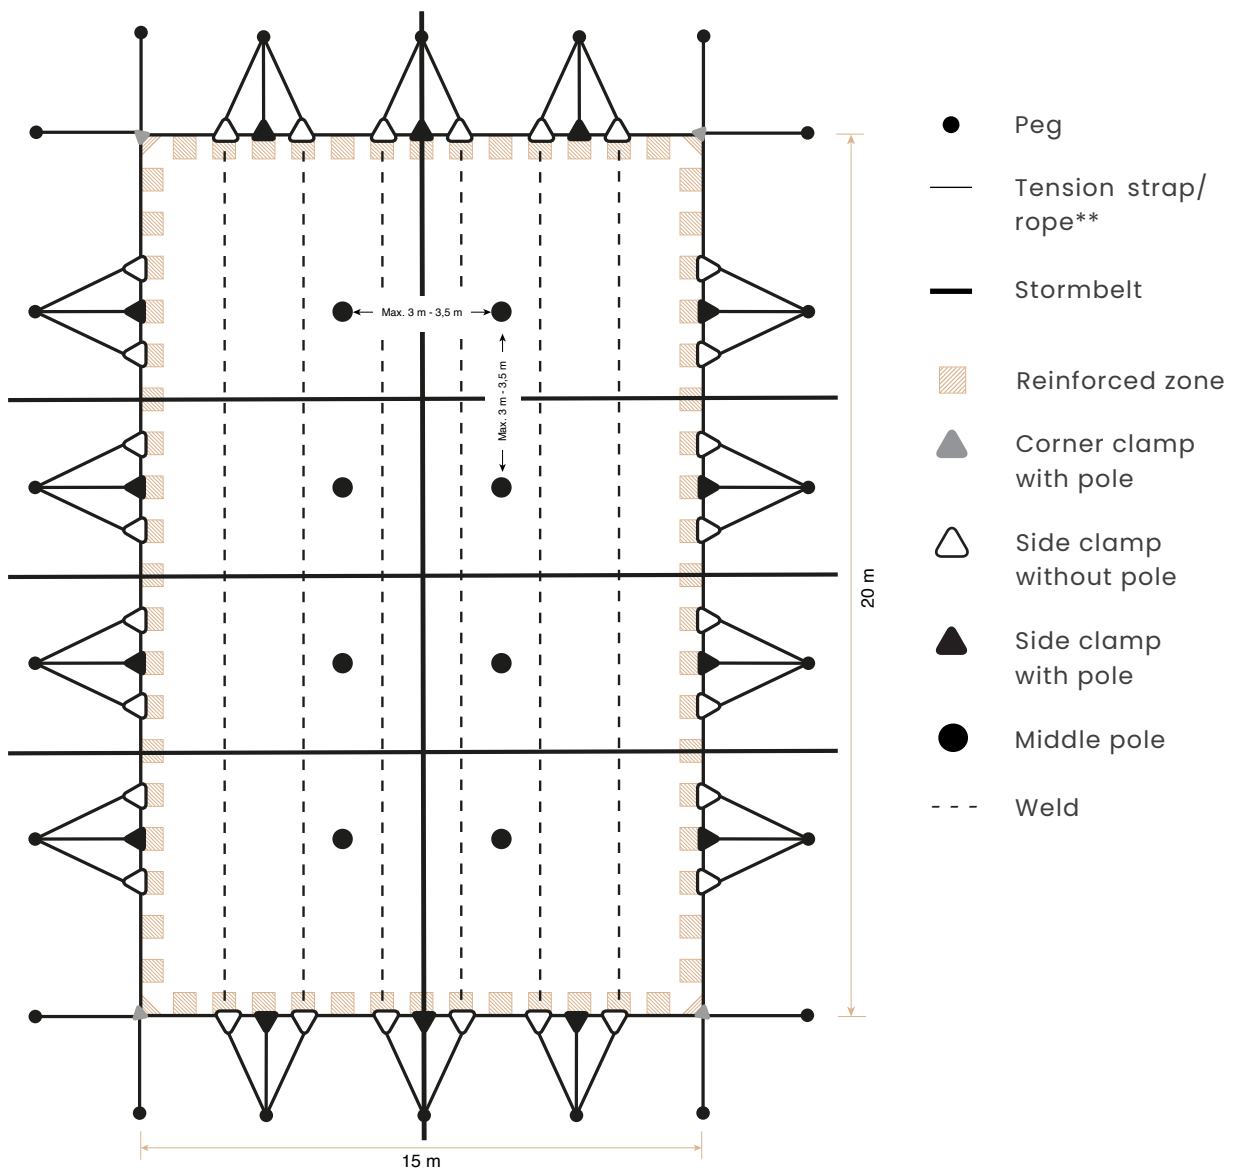 Peg
Tension strap/
rope**
Stormbelt
Max. 3 m - 3,5 m
Max. 3 m - 3,5 m
Reinforced zone
Corner clamp
with pole
Side clamp
without pole
20 m
Side clamp
with pole
Middle pole
Weld
15 m